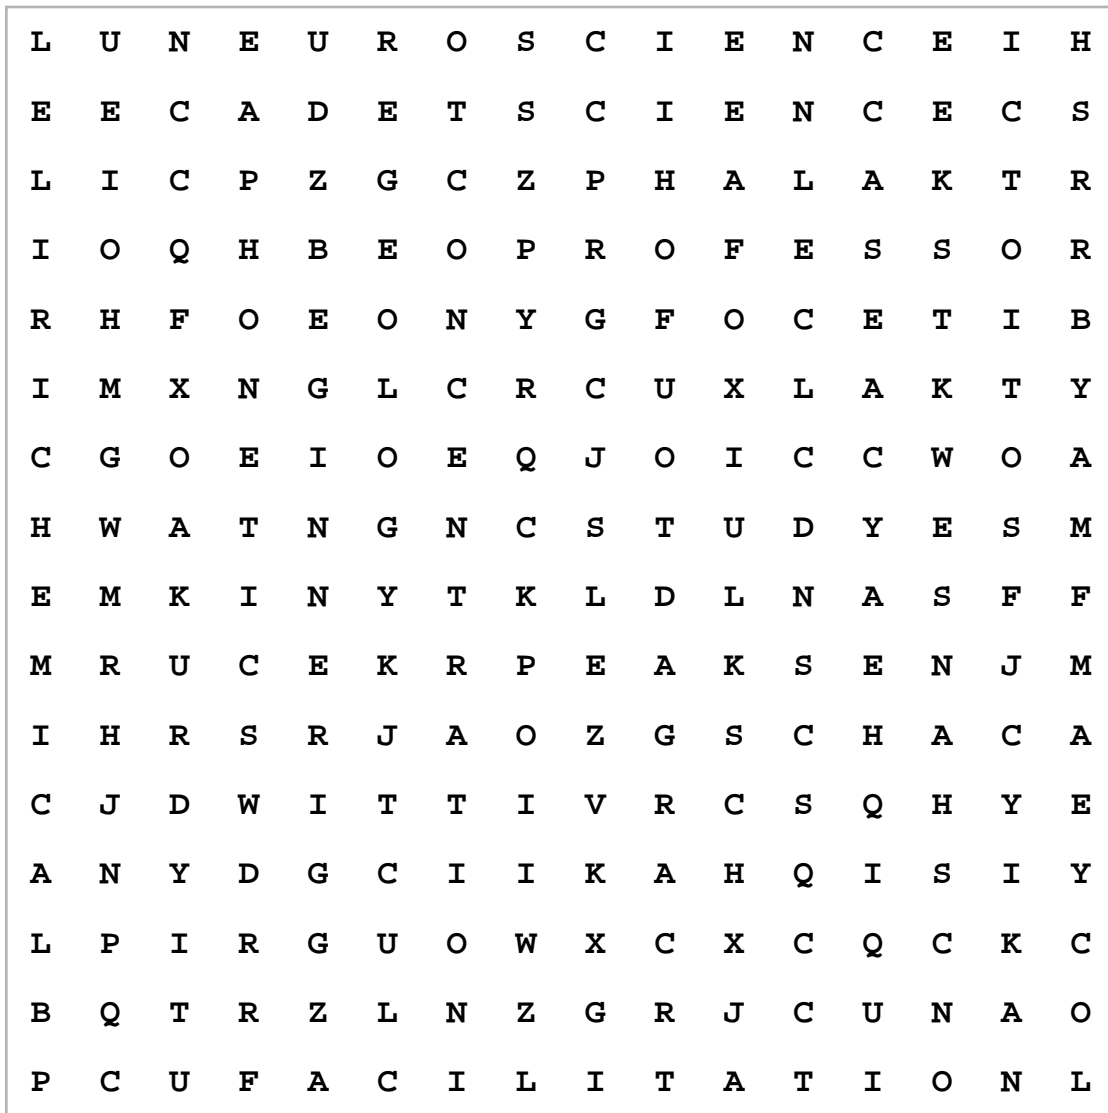 L U N E U R O S C I E N C E I H
E E C A D E T S C I E N C E C S
L I C P Z G C Z P H A L A K T R
I O Q H B E O P R O F E S S O R
R H F O E O N Y G F O C E T I B
I M X N G L C R C U X L A K T Y
C G O E I O E Q J O I C C W O A
H W A T N G N C S T U D Y E S M
E M K I N Y T K L D L N A S F F
M R U C E K R P E A K S E N J M
I H R S R J A O Z G S C H A C A
C J D W I T T I V R C S Q H Y E
A N Y D G C I I K A H Q I S I Y
L P I R G U O W X C X C Q C K C
B Q T R Z L N Z G R J C U N A O
P C U F A C I L I T A T I O N L